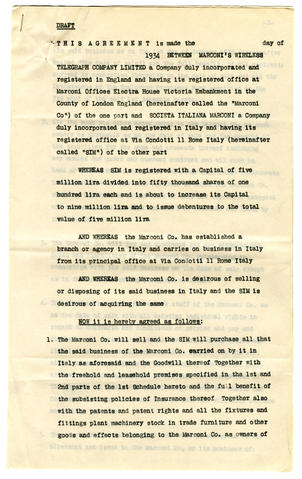 DRAFT
THIS AGREEMENT is made the day of
1934 BETWEEN MARCONI'S WIRELESS
TELEGRAPH COMPANY LIMITED a Company duly incorporated and
registered in England and having its registered office at
Marconi Offices Electra House Victoria Embankment in the
County of London England (hereinafter called the "Marconi
Co") of the one part and SOCIETA ITALIANA MARCONI a Company
duly incorporated and registered in Italy and having its
registered office at Via Condotti 11 Rome Italy (hereinafter
called "SIM") of the other part
WHEREAS SIM is registered with a Capital of five
million lira divided into fifty thousand shares of one
hundred lira each and is about to increase its Capital
to nine million lira and to issue debentures to the total
value of five million lira
AND WHEREAS the Marconi Co. has established a
branch or agency in Italy and carries on business in Italy
from its principal office at Via Condotti 11 Rome Italy
AND WHEREAS the Marconi Co. is desirous of selling
or disposing of its said business in Italy and the SIM is
desirous of acquiring the same
NOW it is hereby agreed as follows:
1. The Marconi Co. will sell and the SIM will purchase all that
the said business of the Marconi Co. carried on by it in
Italy as aforesaid and the Goodwill thereof Together with
the freehold and leasehold premises specified in the 1st and
2nd parts of the 1st Schedule hereto and the full benefit of
the subsisting policies of Insurance thereof Together also
with the patents and patent rights and all the fixtures and
fittings plant machinery stock in trade furniture and other
goods and effects belonging to the Marconi Co. as owners of